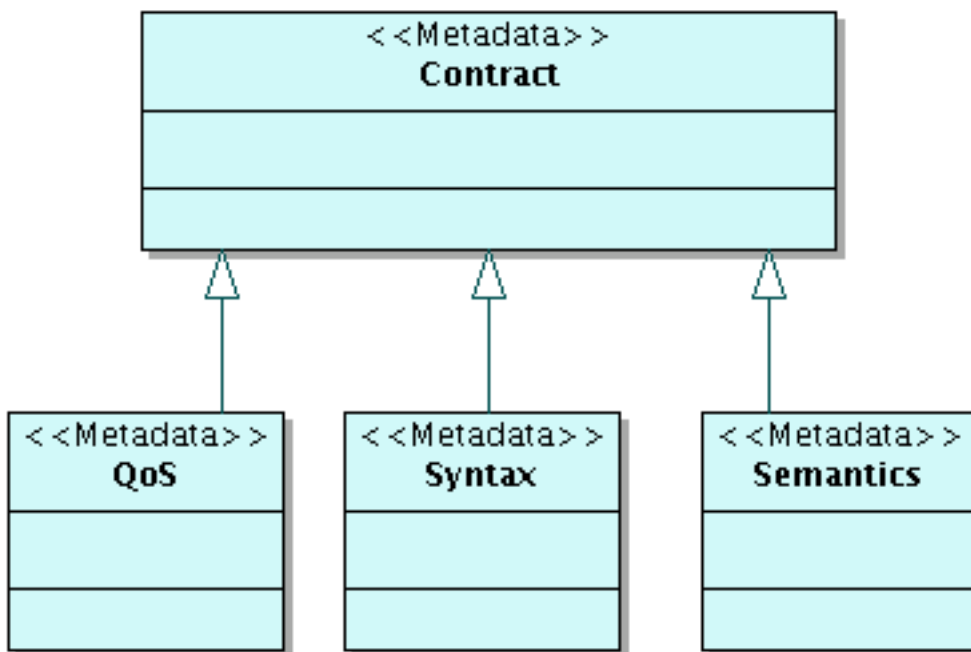 <<Metadata>>
Contract
<<Metadata>>
QoS
<<Metadata>>
Syntax
<<Metadata>>
Semantics